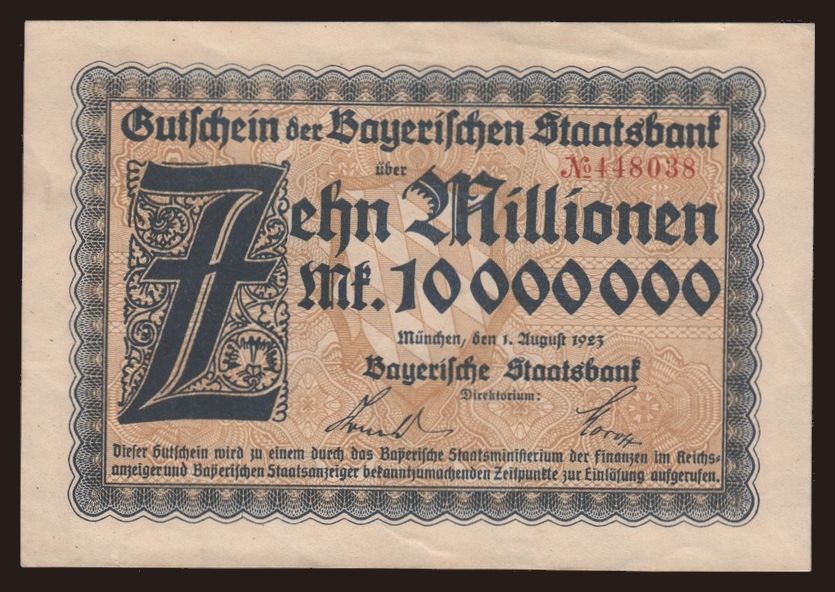 Gutschein der Bayerischen Staatsbank
über
№448038
Zehn Millionen
Mk. 10 000 000
München, den 1. August 1923
Bayerische Staatsbank
Direktorium:
Dieser Gutschein wird zu einem durch das Bayerische Staatsministerium der Finanzen im Reichs-
anzeiger und Bayerischen Staatsanzeiger bekanntzumachenden Zeitpunkte zur Einlösung aufgerufen.